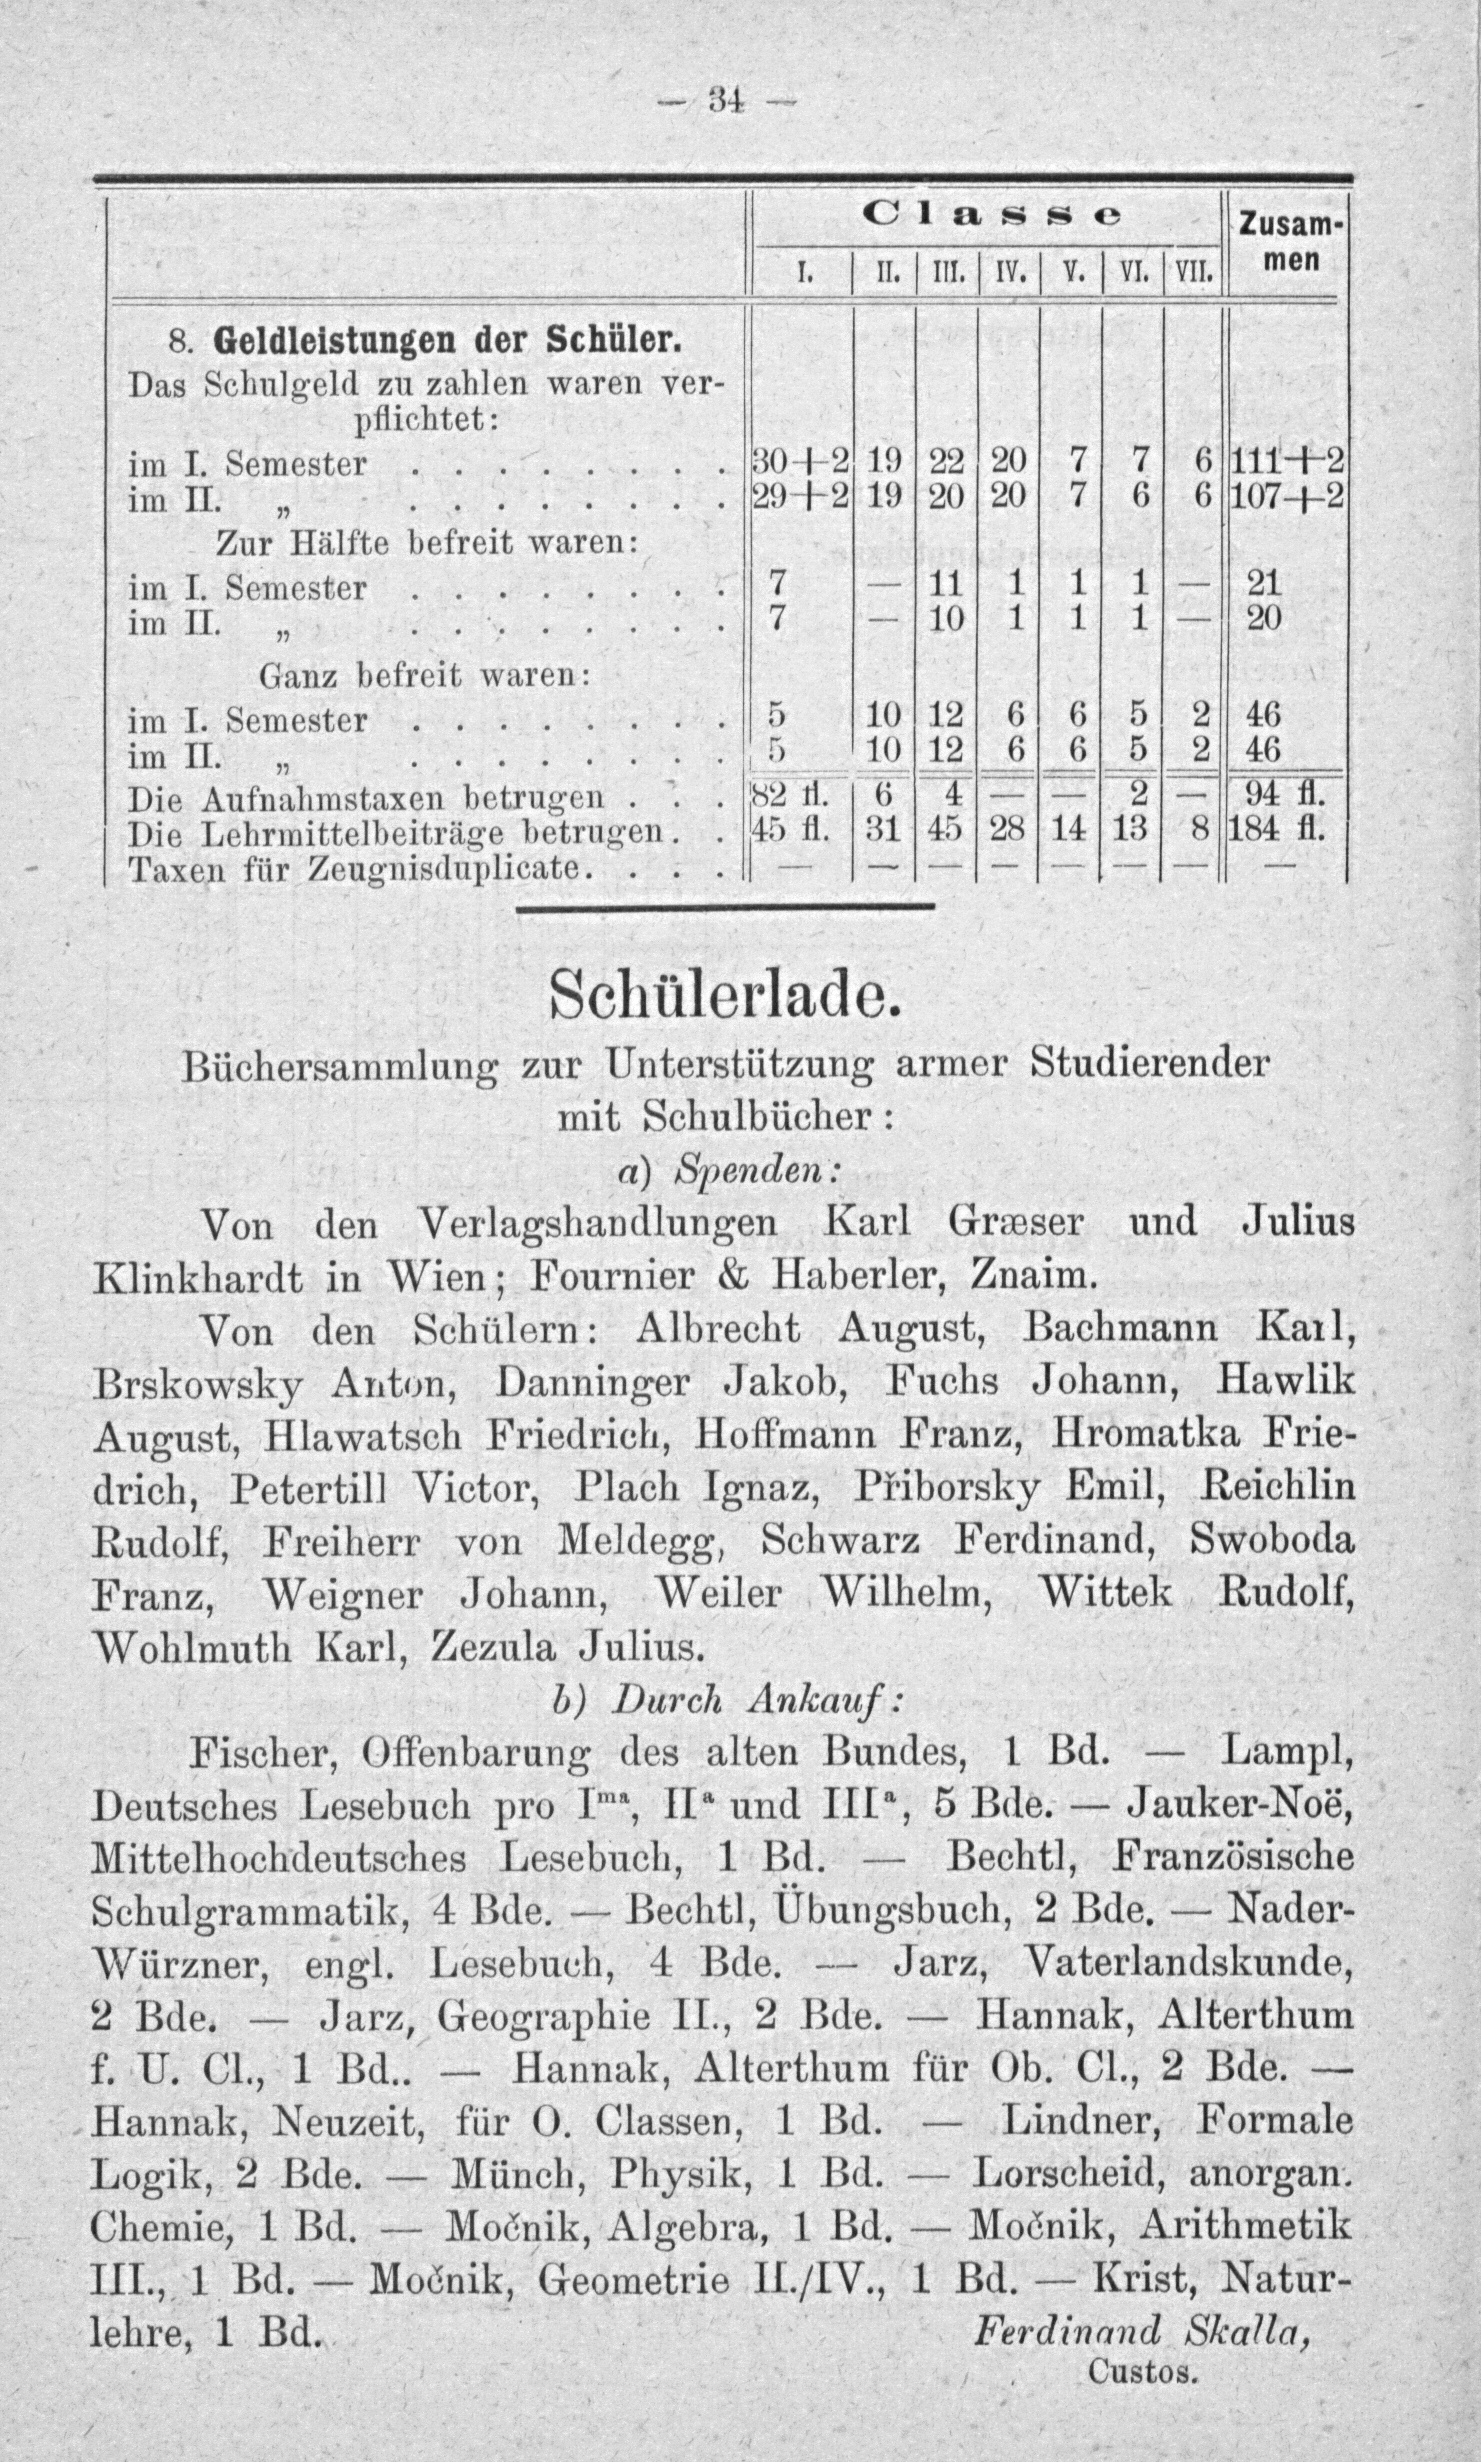 — 34 —
Classe Zusam-
I. II. III. IV. V. VI. VII. men
8. Geldleistungen der Schüler.
Das Schulgeld zu zahlen waren ver-
pflichtet:
im I. Semester . . . . . . . . 30+2 19 22 20 7 7 6 111+2
im II. „ . . . . . . . . 29+2 19 20 20 7 6 6 107+2
Zur Hälfte befreit waren:
im I. Semester . . . . . . . . 7 — 11 1 1 1 — 21
im II. „ . . . . . . . . 7 — 10 1 1 1 — 20
Ganz befreit waren:
im I. Semester . . . . . . . . 5 10 12 6 6 5 2 46
im II. „ . . . . . . . . 5 10 12 6 6 5 2 46
Die Aufnahmstaxen betrugen . . . 82 fl. 6 4 — — 2 — 94 fl.
Die Lehrmittelbeiträge betrugen . . 45 fl. 31 45 28 14 13 8 184 fl.
Taxen für Zeugnisduplicate . . . . — — — — — — — —
Schülerlade.
Büchersammlung zur Unterstützung armer Studierender
mit Schulbücher:
a) Spenden:
Von den Verlagshandlungen Karl Græser und Julius
Klinkhardt in Wien; Fournier & Haberler, Znaim.
Von den Schülern: Albrecht August, Bachmann Karl,
Brskowsky Anton, Danninger Jakob, Fuchs Johann, Hawlik
August, Hlawatsch Friedrich, Hoffmann Franz, Hromatka Frie-
drich, Petertill Victor, Plach Ignaz, Přiborsky Emil, Reichlin
Rudolf, Freiherr von Meldegg, Schwarz Ferdinand, Swoboda
Franz, Weigner Johann, Weiler Wilhelm, Wittek Rudolf,
Wohlmuth Karl, Zezula Julius.
b) Durch Ankauf:
Fischer, Offenbarung des alten Bundes, 1 Bd. — Lampl,
Deutsches Lesebuch pro Iᵐᵃ, IIᵃ und IIIᵃ, 5 Bde. — Jauker-Noë,
Mittelhochdeutsches Lesebuch, 1 Bd. — Bechtl, Französische
Schulgrammatik, 4 Bde. — Bechtl, Übungsbuch, 2 Bde. — Nader-
Würzner, engl. Lesebuch, 4 Bde. — Jarz, Vaterlandskunde,
2 Bde. — Jarz, Geographie II., 2 Bde. — Hannak, Alterthum
f. U. Cl., 1 Bd.. — Hannak, Alterthum für Ob. Cl., 2 Bde. —
Hannak, Neuzeit, für O. Classen, 1 Bd. — Lindner, Formale
Logik, 2 Bde. — Münch, Physik, 1 Bd. — Lorscheid, anorgan.
Chemie, 1 Bd. — Močnik, Algebra, 1 Bd. — Močnik, Arithmetik
III., 1 Bd. — Močnik, Geometrie II./IV., 1 Bd. — Krist, Natur-
lehre, 1 Bd. Ferdinand Skalla,
Custos.